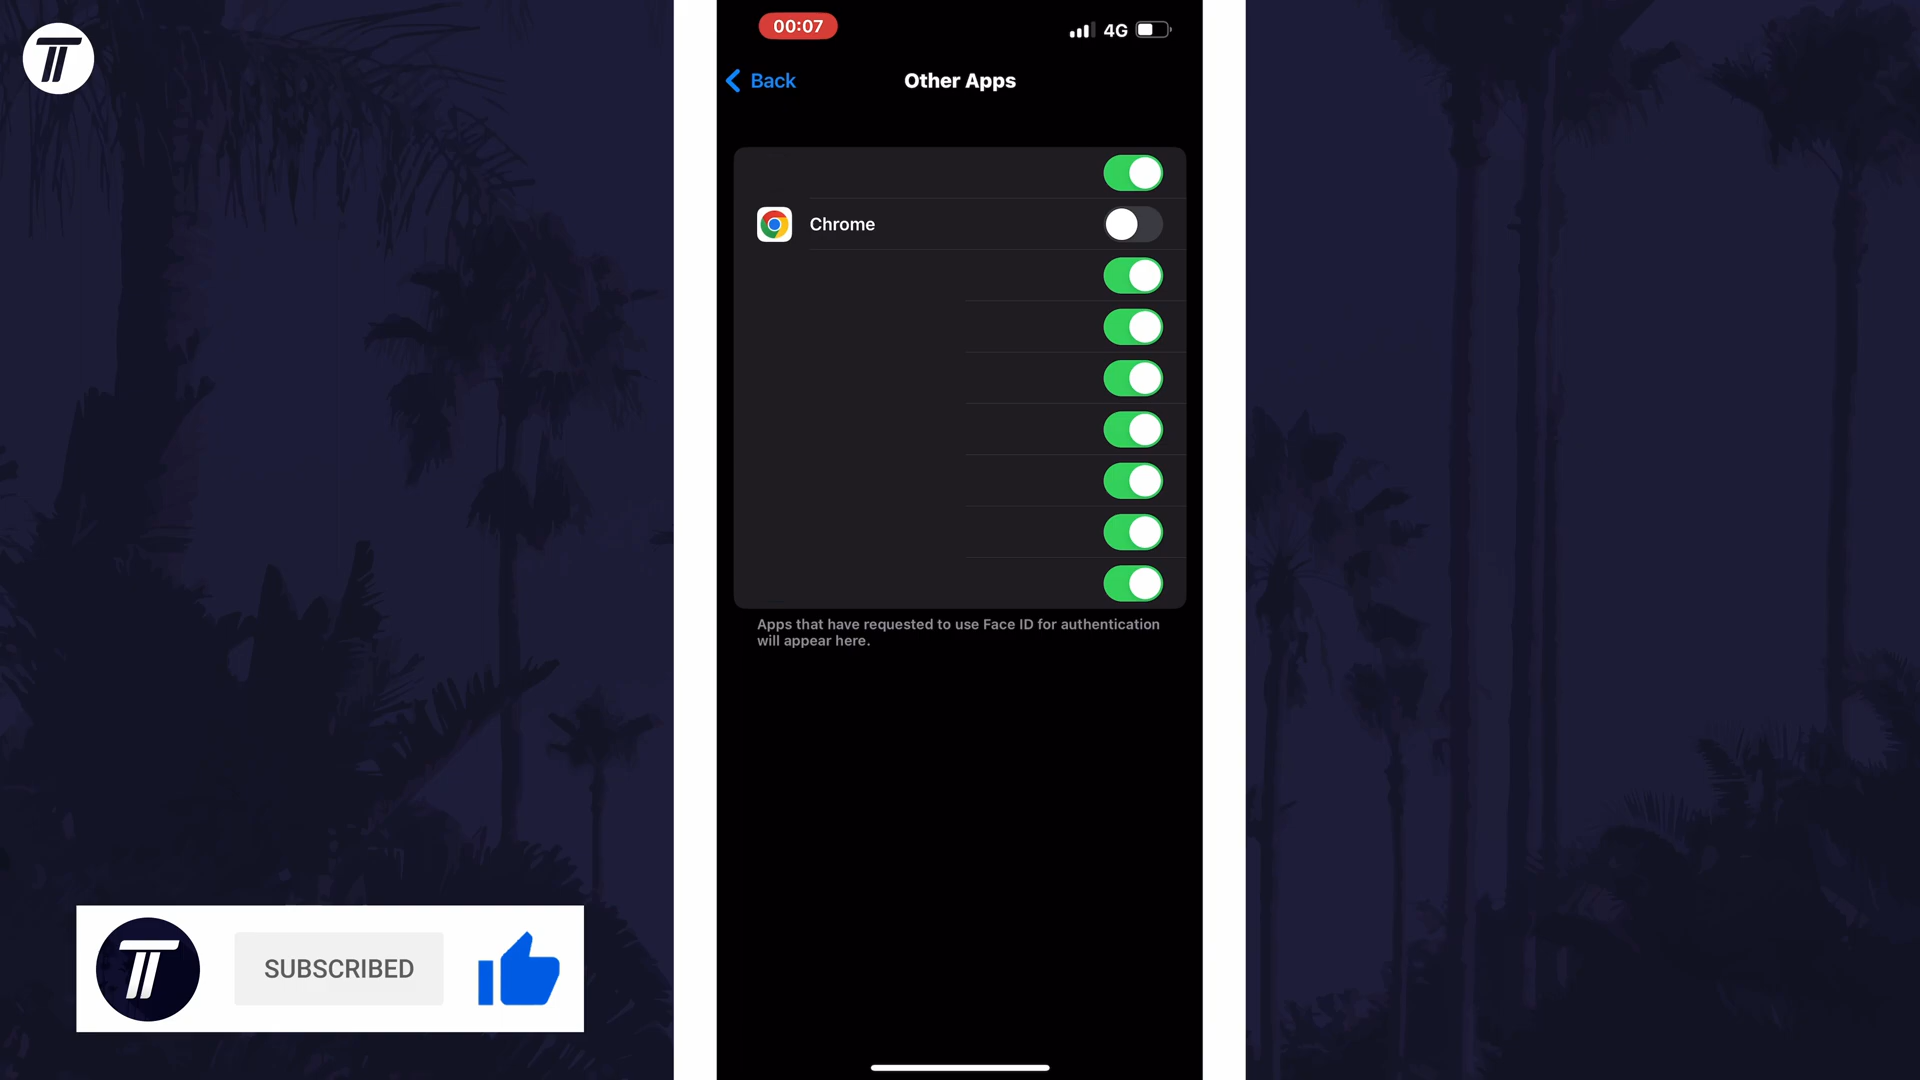 00:07
4G
Back
Other Apps
Chrome
Apps that have requested to use Face ID for authentication
will appear here.
SUBSCRIBED